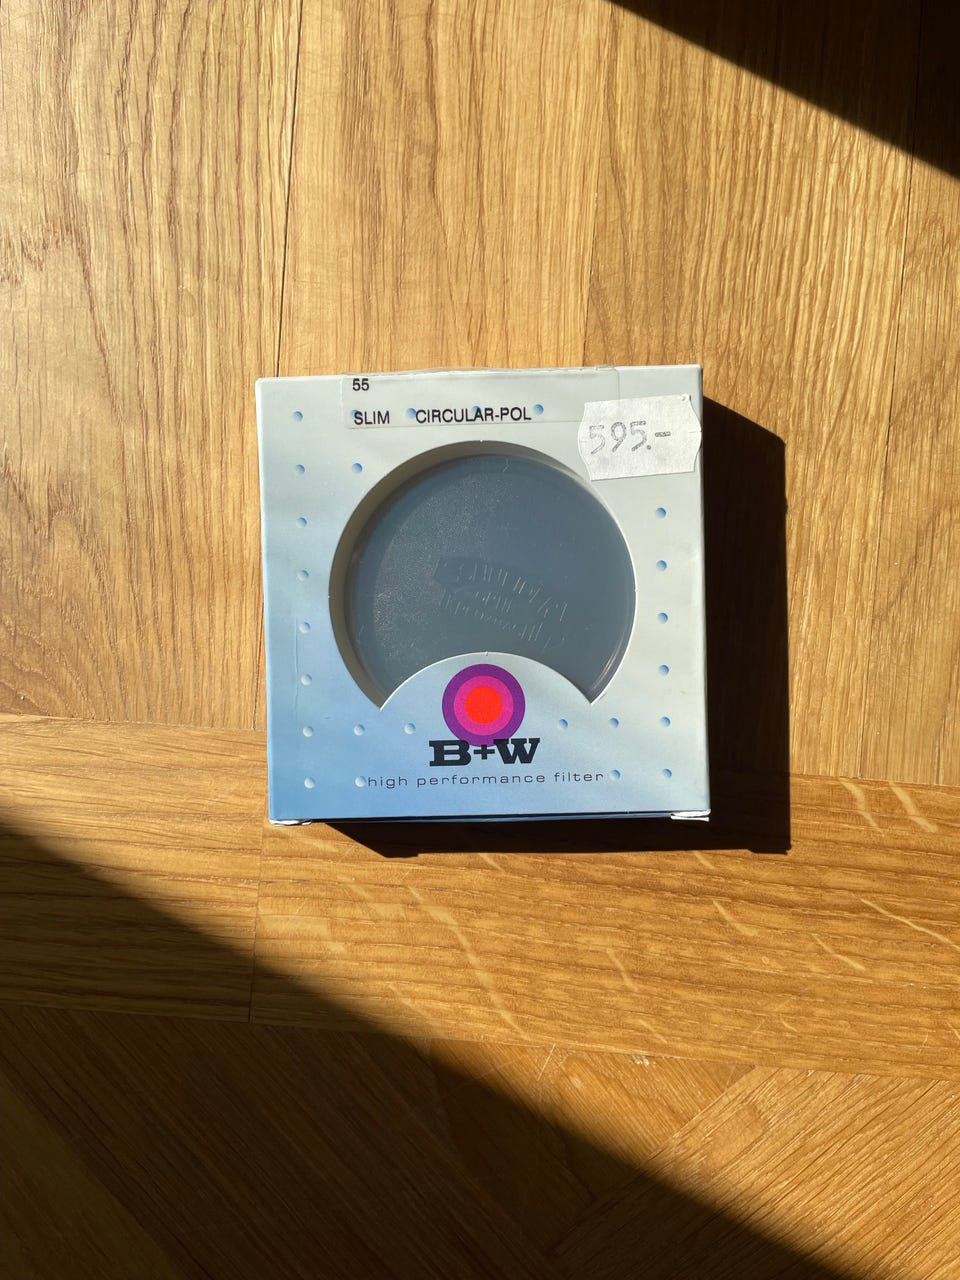 55
SLIM CIRCULAR-POL
595.-
B+W
high performance filter